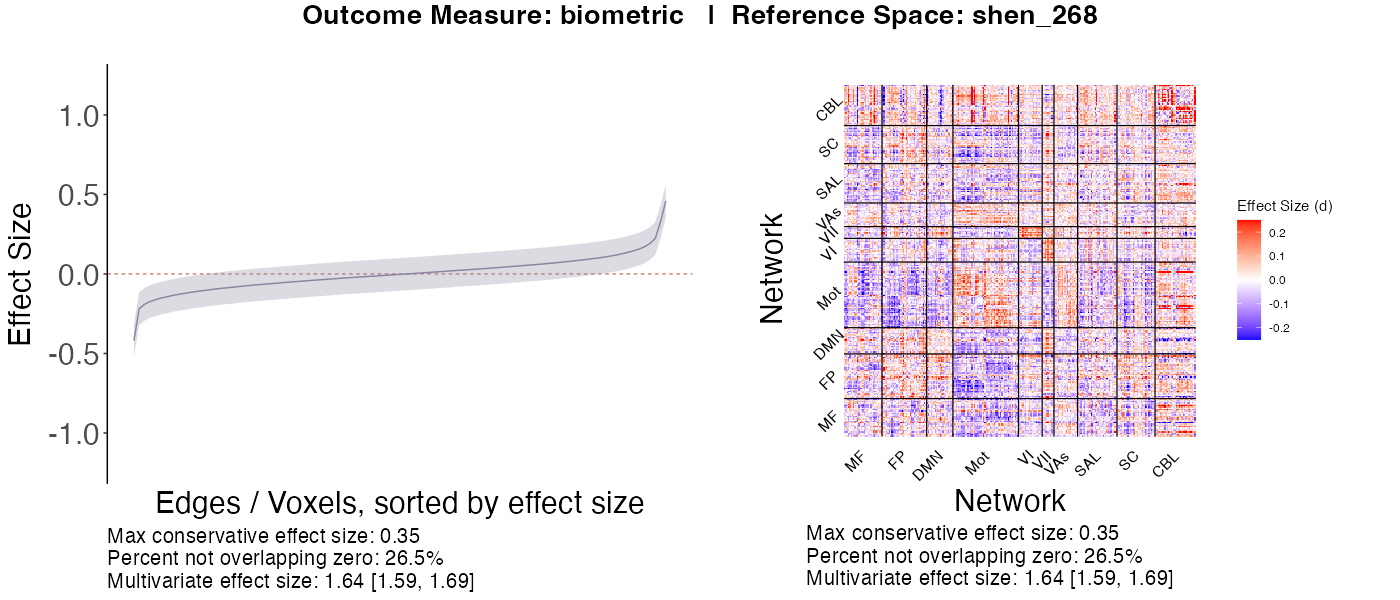 Outcome Measure: biometric | Reference Space: shen_268
Effect Size
1.0
0.5
0.0
-0.5
-1.0
Edges / Voxels, sorted by effect size
Max conservative effect size: 0.35
Percent not overlapping zero: 26.5%
Multivariate effect size: 1.64 [1.59, 1.69]
Network
CBL
SC
SAL
VAs
VII
VI
Mot
DMN
FP
MF
MF
FP
DMN
Mot
VI
VII
VAs
SAL
SC
CBL
Network
Max conservative effect size: 0.35
Percent not overlapping zero: 26.5%
Multivariate effect size: 1.64 [1.59, 1.69]
Effect Size (d)
0.2
0.1
0.0
-0.1
-0.2